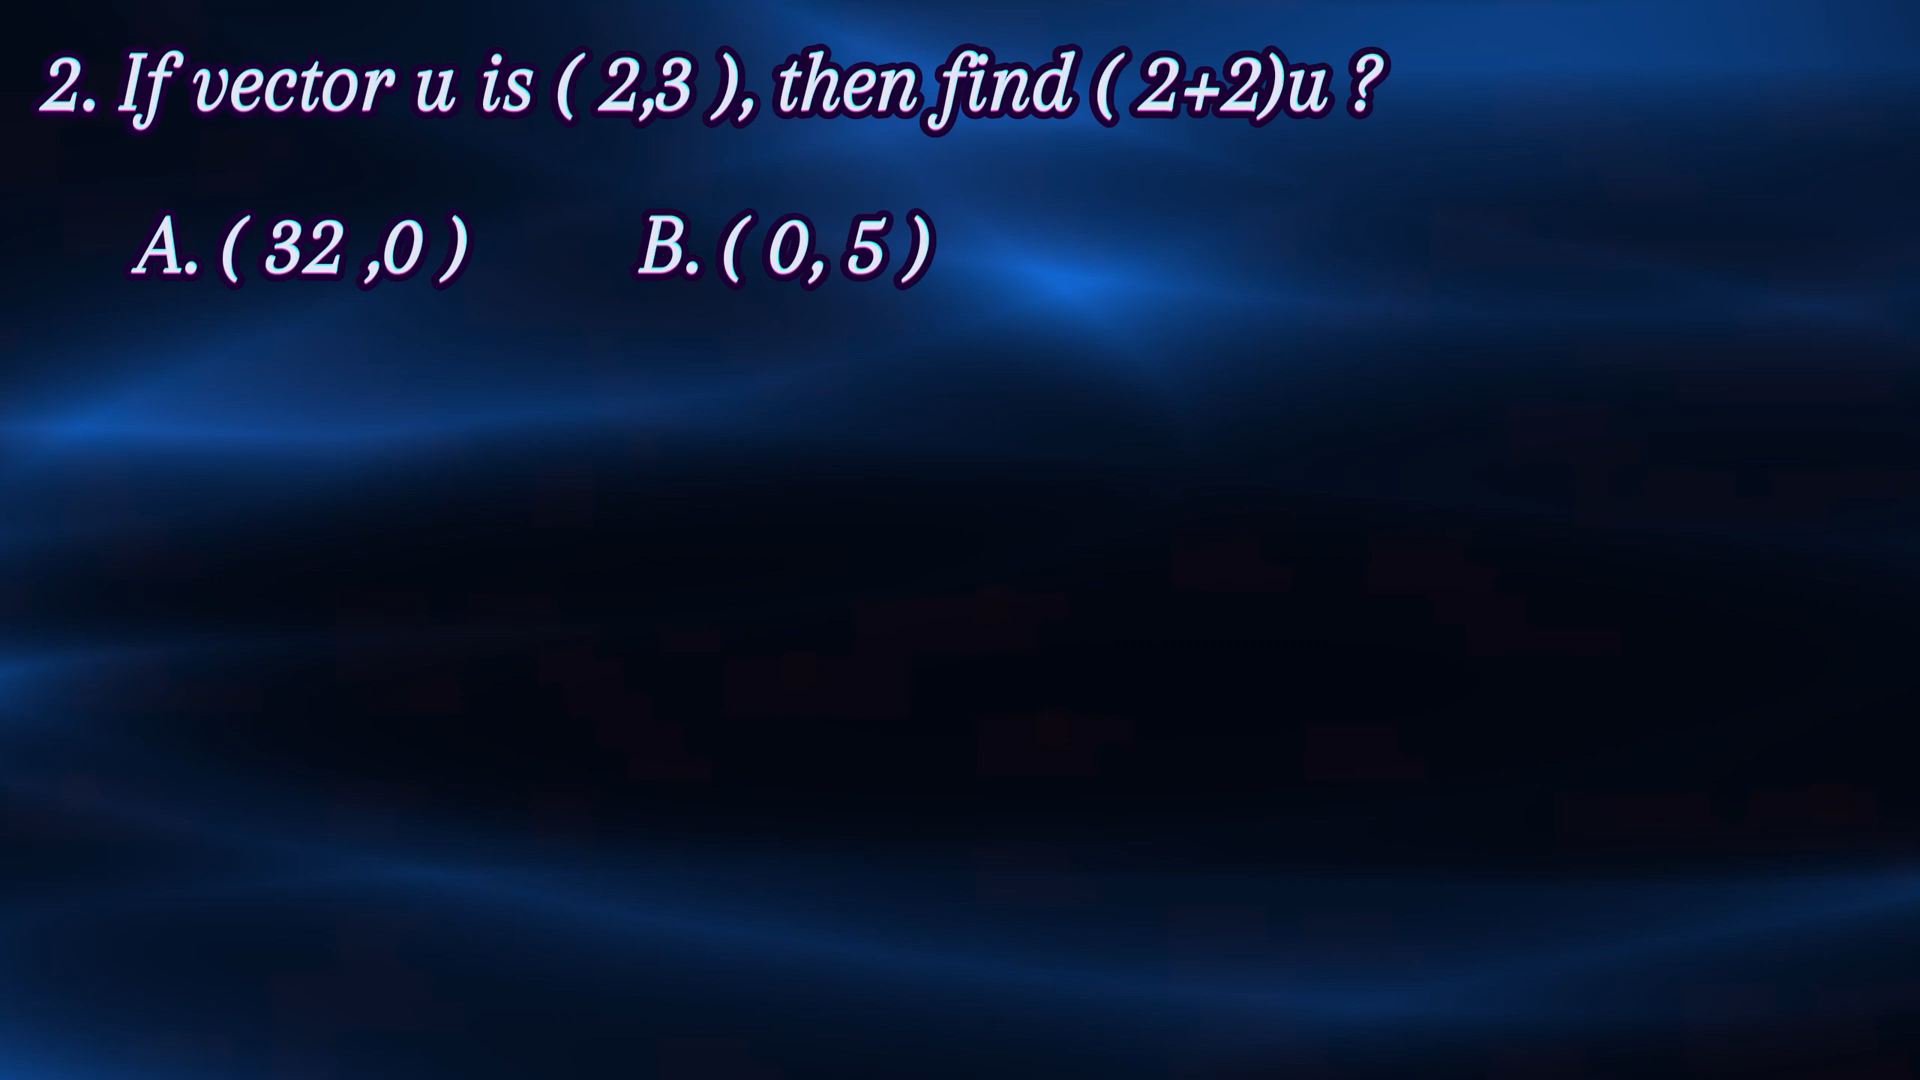 2. If vector u is ( 2,3 ), then find ( 2+2)u ?
A. ( 32 ,0 ) B. ( 0, 5 )